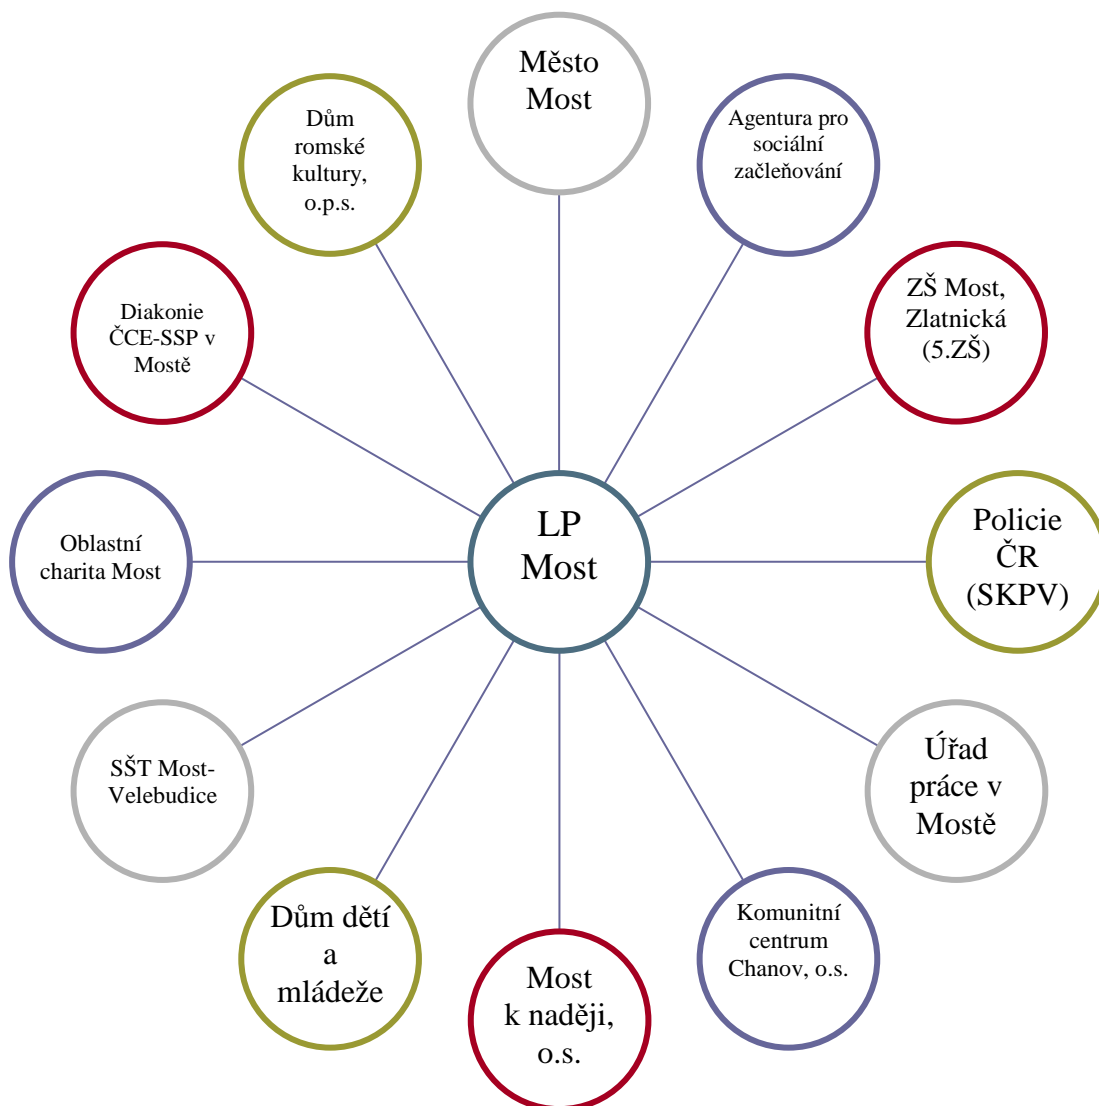 Město
Most
Agentura pro
sociální
začleňování
ZŠ Most,
Zlatnická
(5.ZŠ)
Policie
ČR
(SKPV)
Úřad
práce v
Mostě
Komunitní
centrum
Chanov, o.s.
Most
k naději,
o.s.
Dům dětí
a
mládeže
SŠT Most-
Velebudice
Oblastní
charita Most
Diakonie
ČCE-SSP v
Mostě
Dům
romské
kultury,
o.p.s.
LP
Most